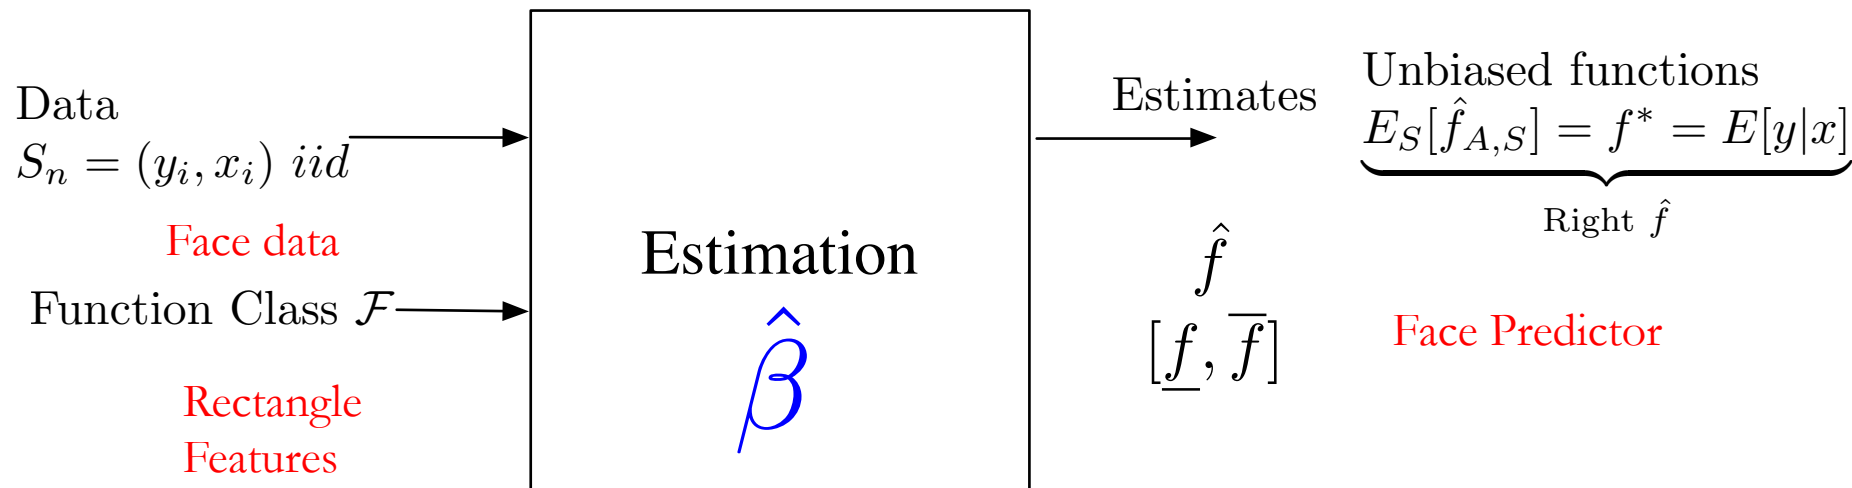 Data
$S_n = (y_i, x_i)\ iid$
Face data
Function Class $\mathcal{F}$
Rectangle
Features
Estimation
$\hat{\beta}$
Estimates
$\hat{f}$
$[\underline{f}, \overline{f}]$
Unbiased functions
$E_S[\hat{f}_{A,S}] = f^* = E[y|x]$
Right $\hat{f}$
Face Predictor